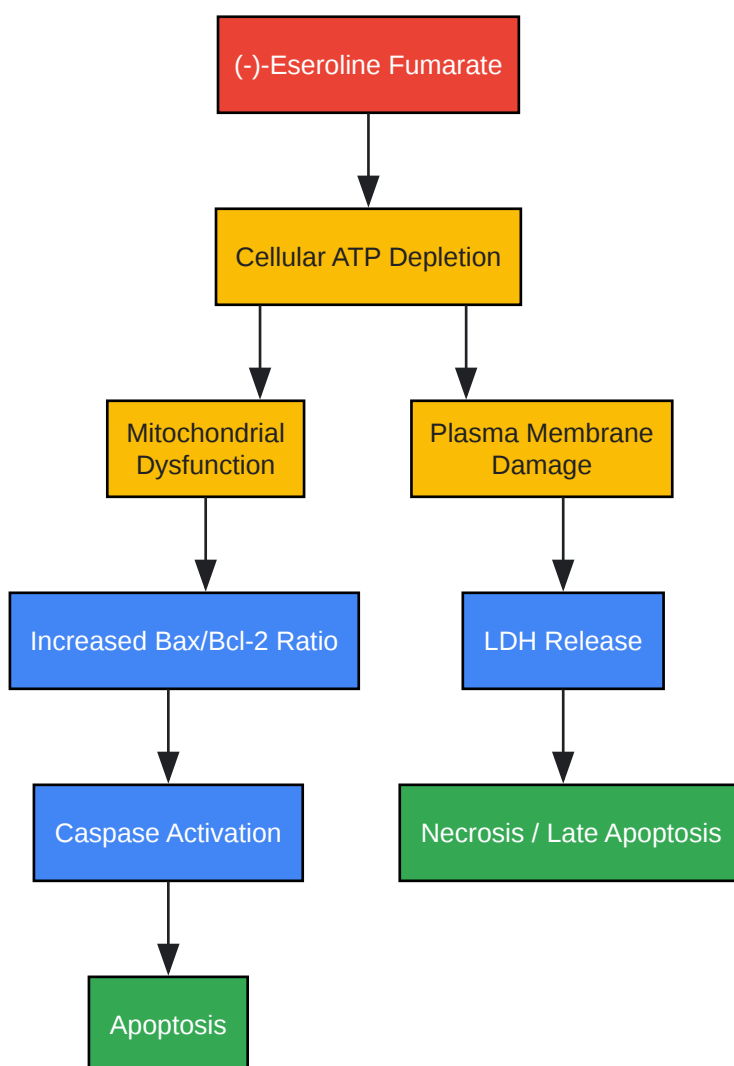 (-)-Eseroline Fumarate
Cellular ATP Depletion
Mitochondrial
Dysfunction
Plasma Membrane
Damage
Increased Bax/Bcl-2 Ratio
LDH Release
Caspase Activation
Necrosis / Late Apoptosis
Apoptosis